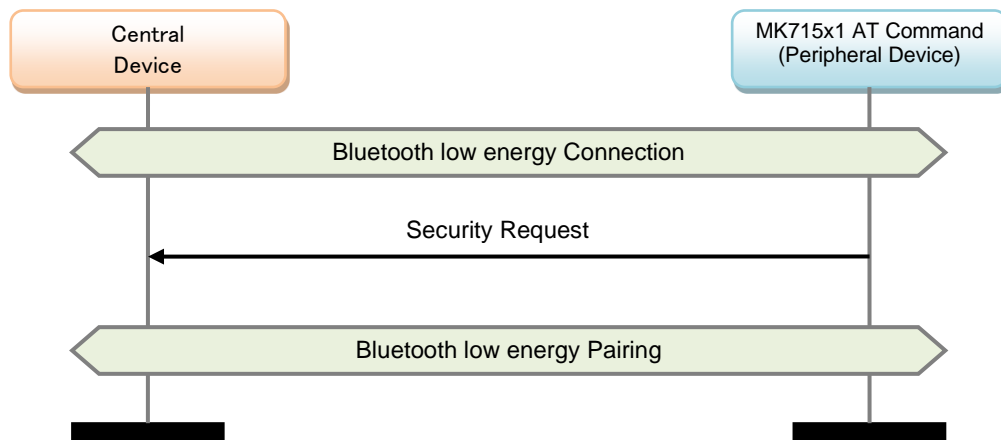 Central
Device
MK715x1 AT Command
(Peripheral Device)
Bluetooth low energy Connection
Security Request
Bluetooth low energy Pairing